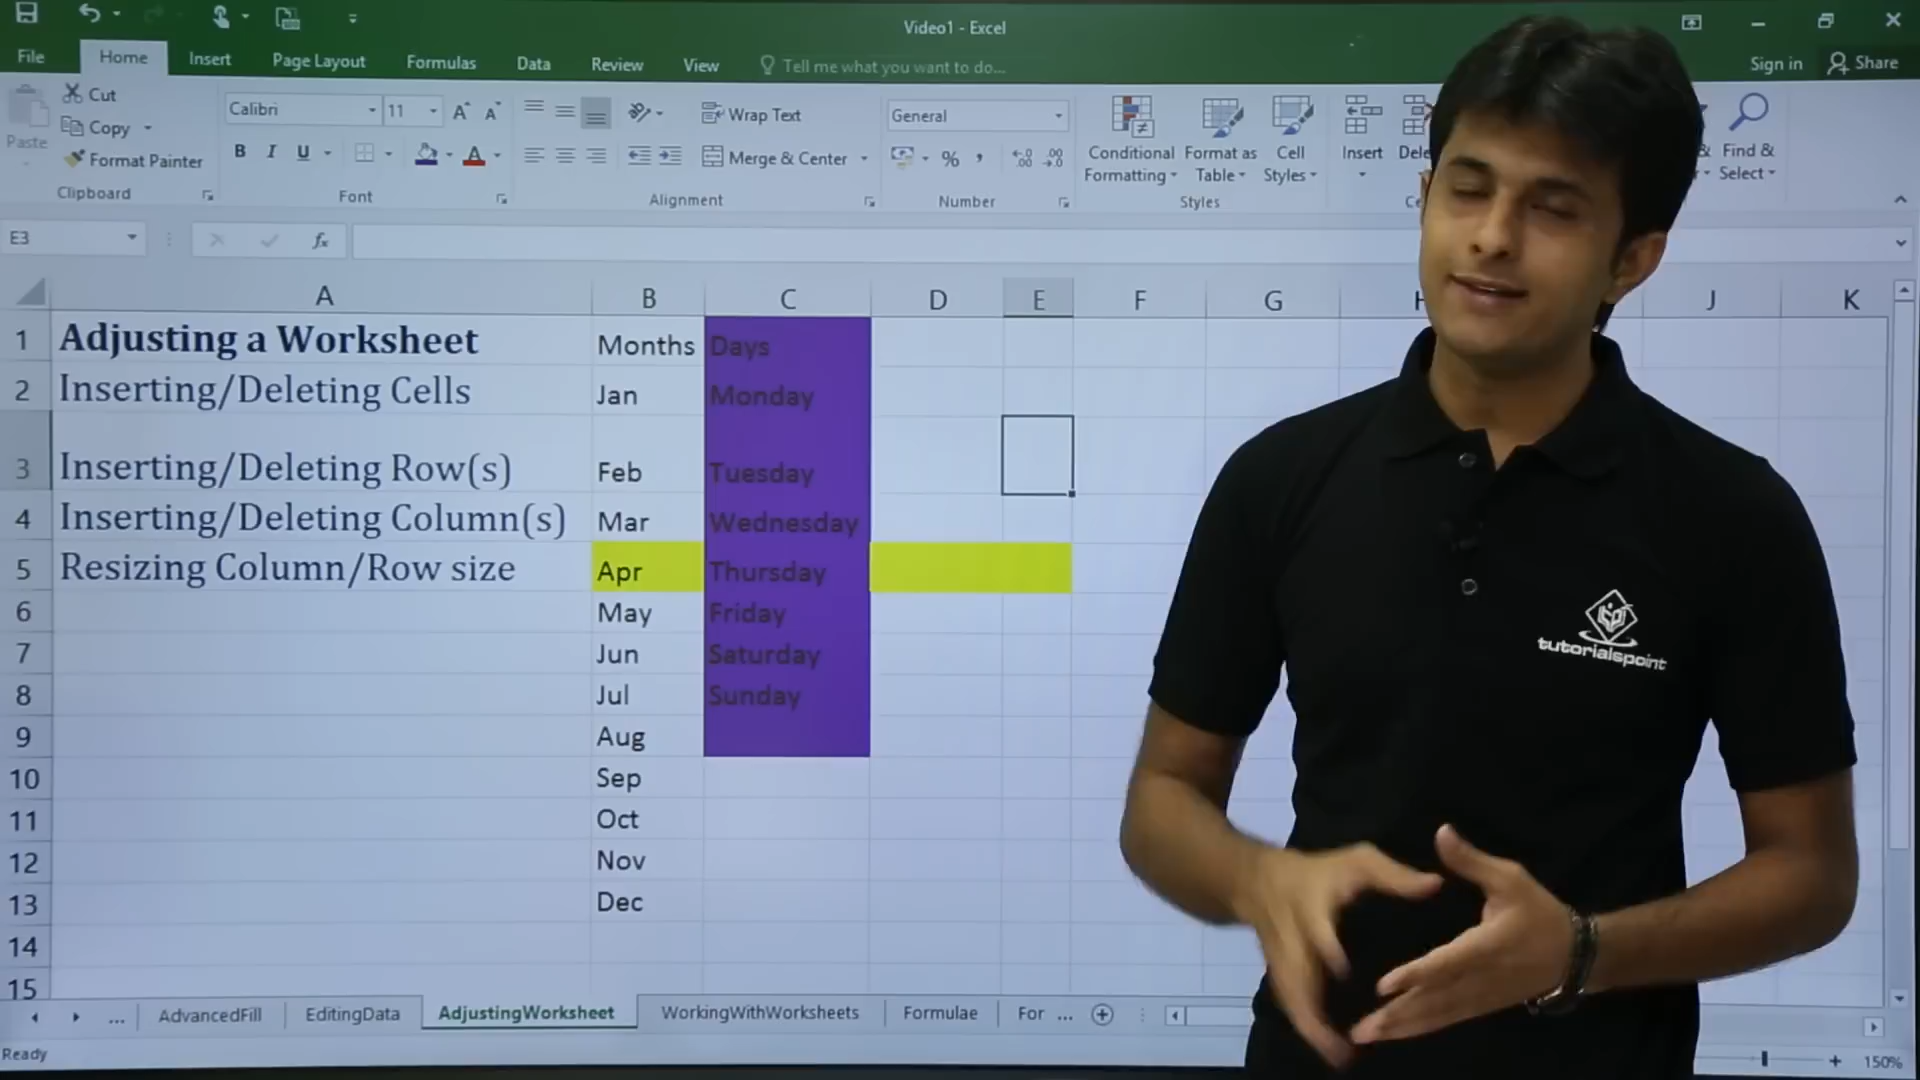 Video1 - Excel
File Home Insert Page Layout Formulas Data Review View Tell me what you want to do... Sign in Share
Paste
Cut
Copy
Format Painter
Clipboard
Calibri 11
B I U A
Font
Wrap Text
Merge & Center
Alignment
General
%
Number
Conditional Formatting
Format as Table
Cell Styles
Styles
Insert
Find & Select
E3 fx
A B C D E F G J K
1 Adjusting a Worksheet Months Days
2 Inserting/Deleting Cells Jan Monday
3 Inserting/Deleting Row(s) Feb Tuesday
4 Inserting/Deleting Column(s) Mar Wednesday
5 Resizing Column/Row size Apr Thursday
6 May Friday
7 Jun Saturday
8 Jul Sunday
9 Aug
10 Sep
11 Oct
12 Nov
13 Dec
14
15
... AdvancedFill EditingData AdjustingWorksheet WorkingWithWorksheets Formulae For ...
Ready
150%
tutorialspoint